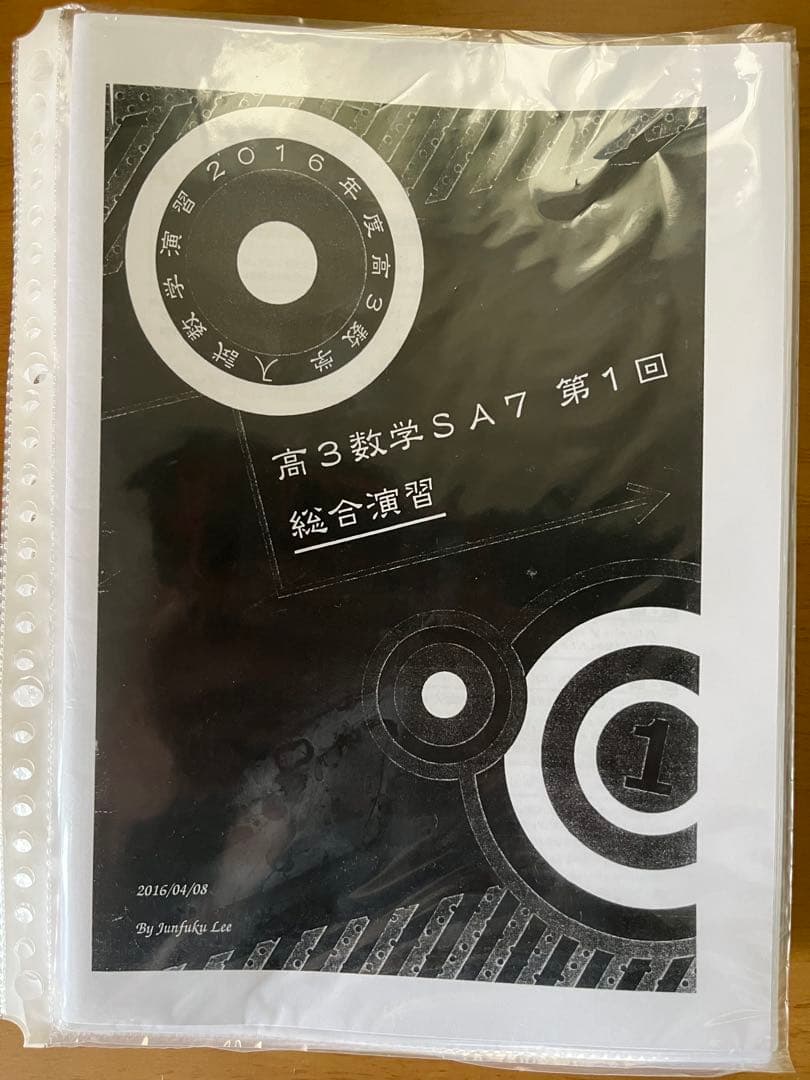 2016年度高3数学入試数学演習
高3数学SA7 第1回
総合演習
1
2016/04/08
By Junfuku Lee